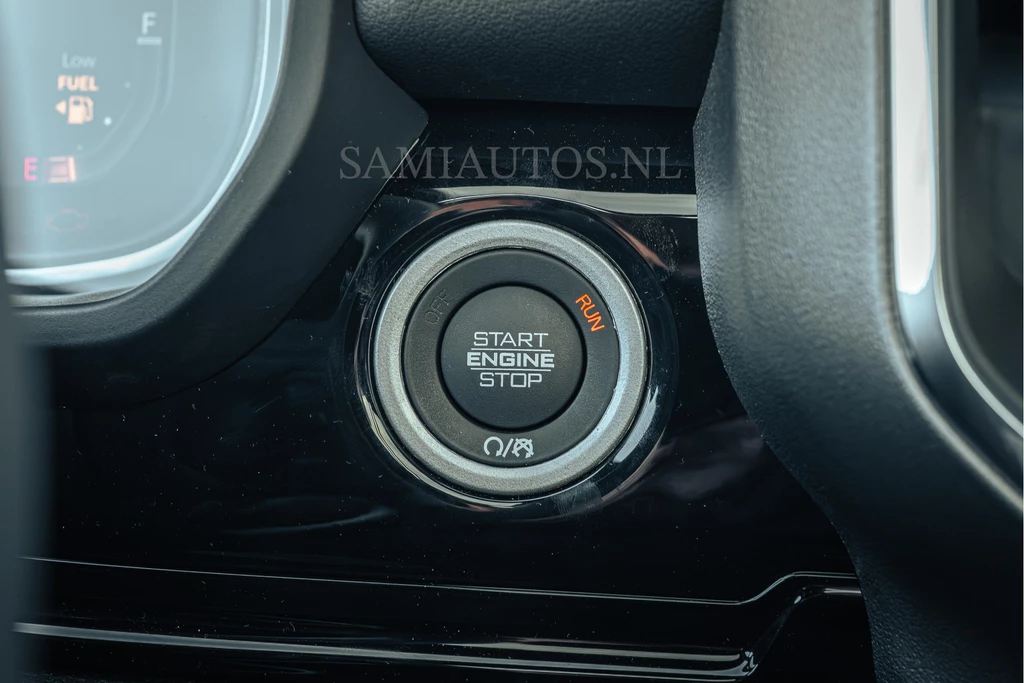 F
Low
FUEL
E
SAMIAUTOS.NL
OFF
RUN
START
ENGINE
STOP